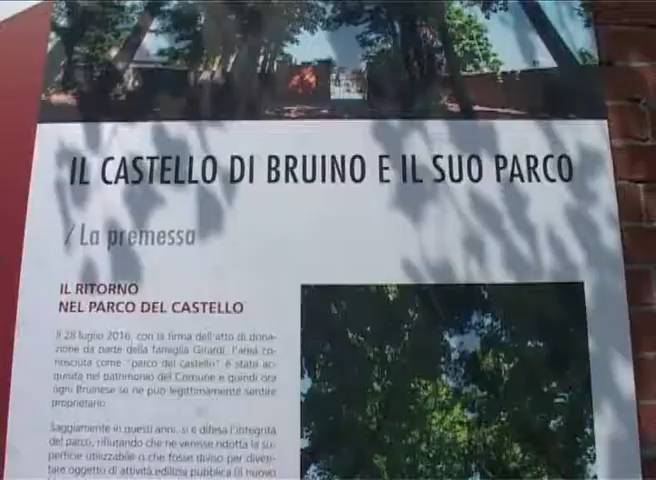 IL CASTELLO DI BRUINO E IL SUO PARCO
/ La premessa
IL RITORNO
NEL PARCO DEL CASTELLO
Il 28 luglio 2016, con la firma dell'atto di dona-
zione da parte della famiglia Girardi, l'area co-
nosciuta come "parco del castello" è stata ac-
quisita nel patrimonio del Comune e quindi ora
ogni Bruinese se ne può legittimamente sentire
proprietario.
Saggiamente in questi anni, si è difesa l'integrità
del parco, rifiutando che ne venisse ridotta la su-
perficie utilizzabile o che fosse diviso per diven-
tare oggetto di attività edilizia pubblica (il nuovo